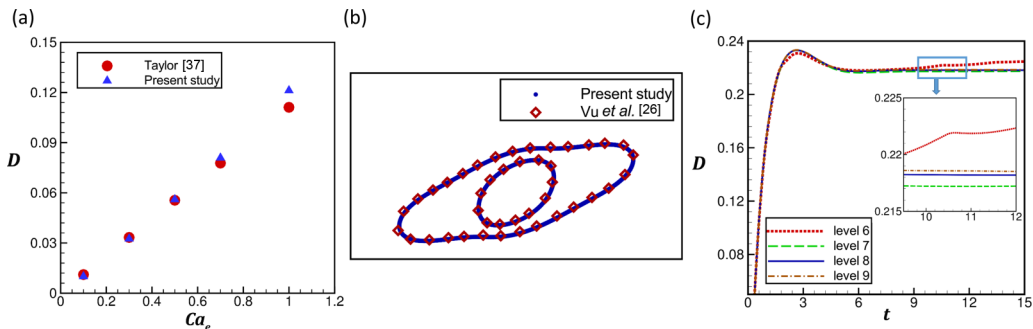 (a)
0.15
0.12
0.09
0.06
0.03
0
D
0 0.2 0.4 0.6 0.8 1 1.2
Ca_e
Taylor [37]
Present study
(b)
Present study
Vu et al. [26]
(c)
0.24
0.20
0.16
0.12
0.08
D
0 3 6 9 12 15
t
0.225
0.22
0.215
10 11 12
level 6
level 7
level 8
level 9